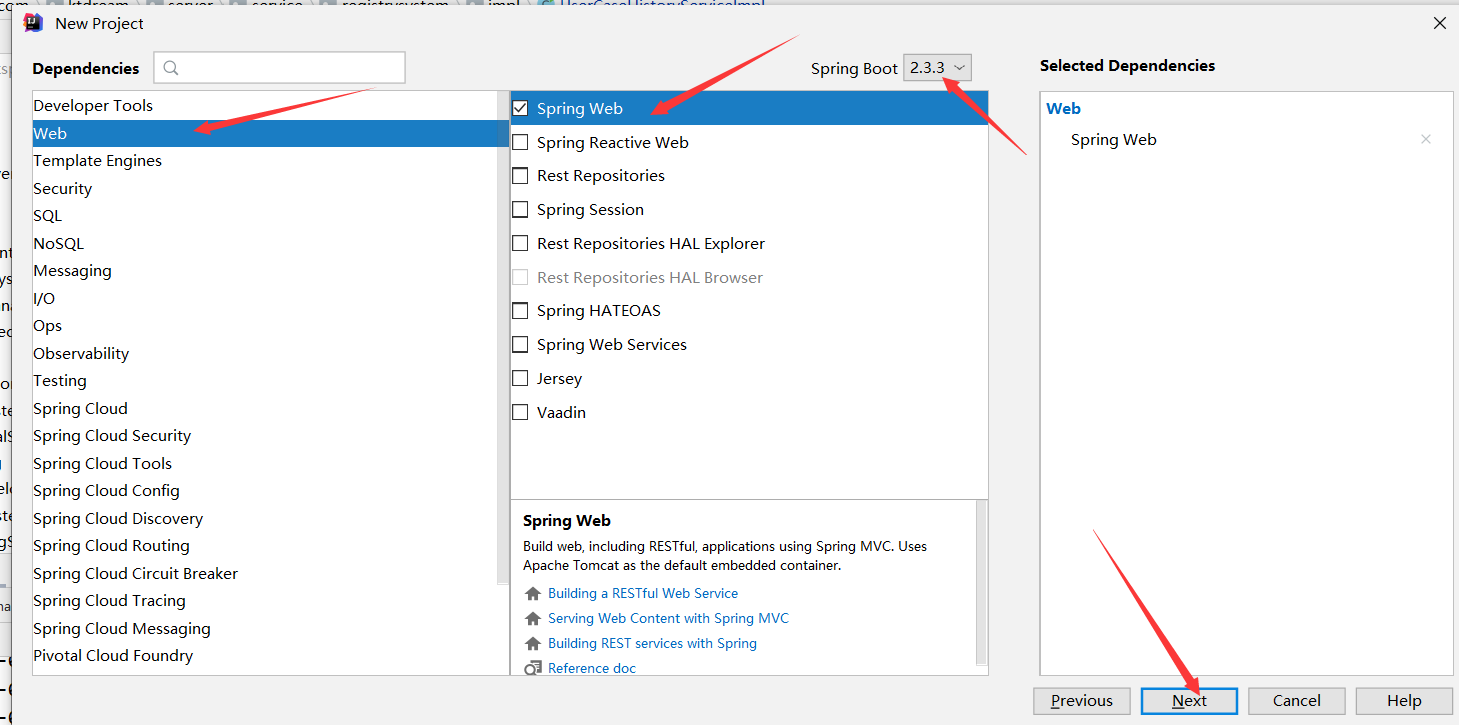 New Project
Dependencies
Spring Boot 2.3.3
Selected Dependencies
Developer Tools
Web
Template Engines
Security
SQL
NoSQL
Messaging
I/O
Ops
Observability
Testing
Spring Cloud
Spring Cloud Security
Spring Cloud Tools
Spring Cloud Config
Spring Cloud Discovery
Spring Cloud Routing
Spring Cloud Circuit Breaker
Spring Cloud Tracing
Spring Cloud Messaging
Pivotal Cloud Foundry
Spring Web
Spring Reactive Web
Rest Repositories
Spring Session
Rest Repositories HAL Explorer
Rest Repositories HAL Browser
Spring HATEOAS
Spring Web Services
Jersey
Vaadin
Spring Web
Build web, including RESTful, applications using Spring MVC. Uses
Apache Tomcat as the default embedded container.
Building a RESTful Web Service
Serving Web Content with Spring MVC
Building REST services with Spring
Reference doc
Web
Spring Web
Previous
Next
Cancel
Help